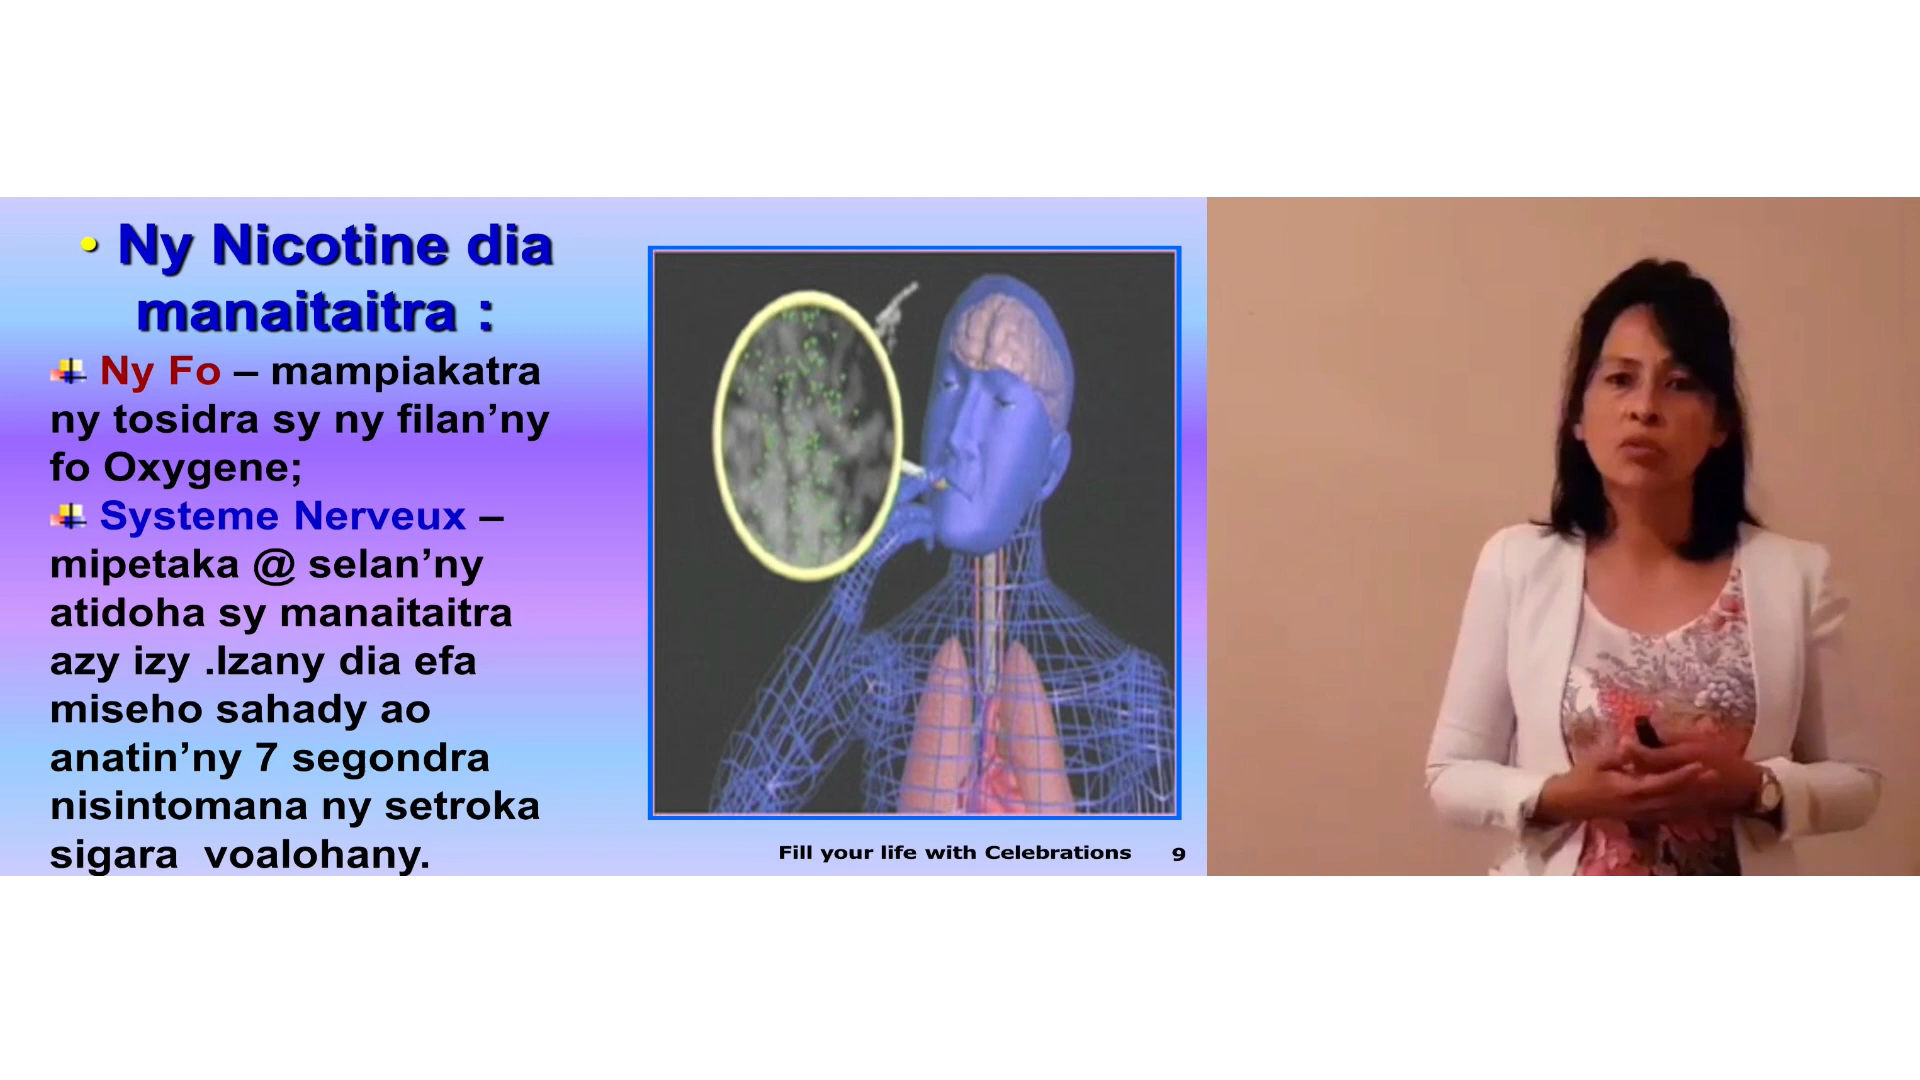 • Ny Nicotine dia
manaitaitra :
Ny Fo – mampiakatra
ny tosidra sy ny filan’ny
fo Oxygene;
Systeme Nerveux –
mipetaka @ selan’ny
atidoha sy manaitaitra
azy izy .Izany dia efa
miseho sahady ao
anatin’ny 7 segondra
nisintomana ny setroka
sigara voalohany.
Fill your life with Celebrations 9